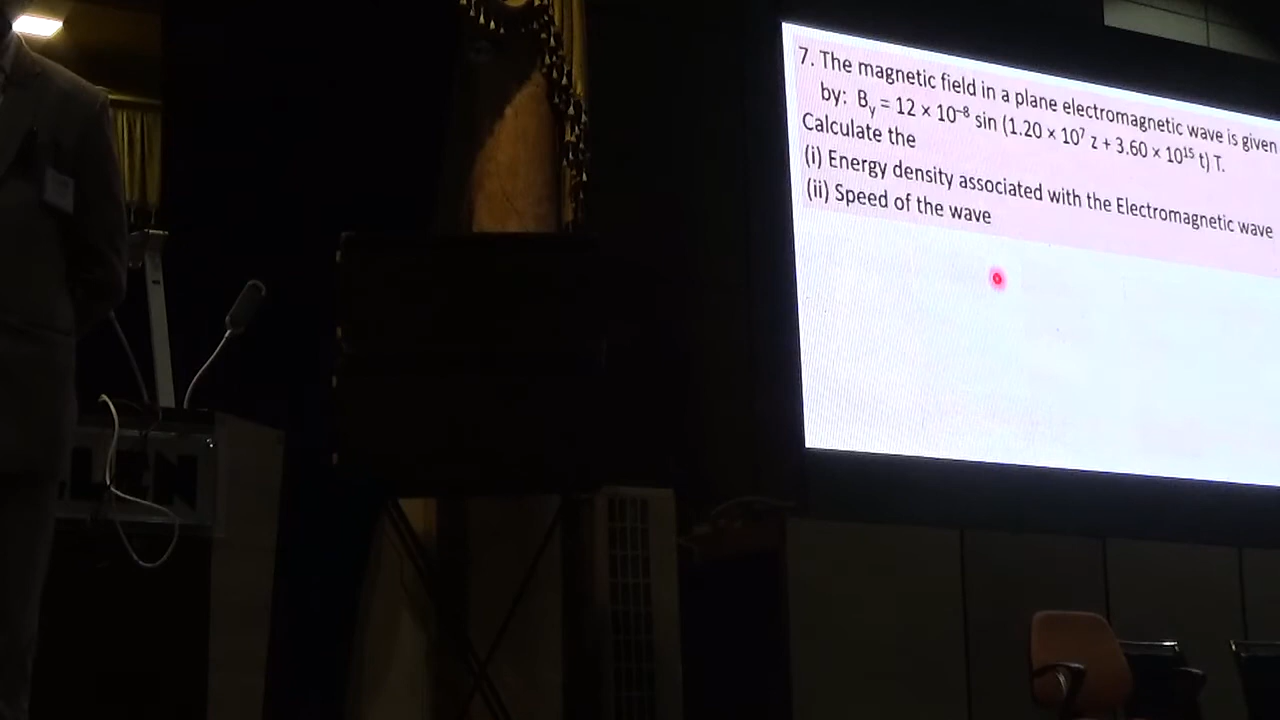 7. The magnetic field in a plane electromagnetic wave is given
by: By = 12 × 10⁻⁸ sin (1.20 × 10⁷ z + 3.60 × 10¹⁵ t) T.
Calculate the
(i) Energy density associated with the Electromagnetic wave
(ii) Speed of the wave